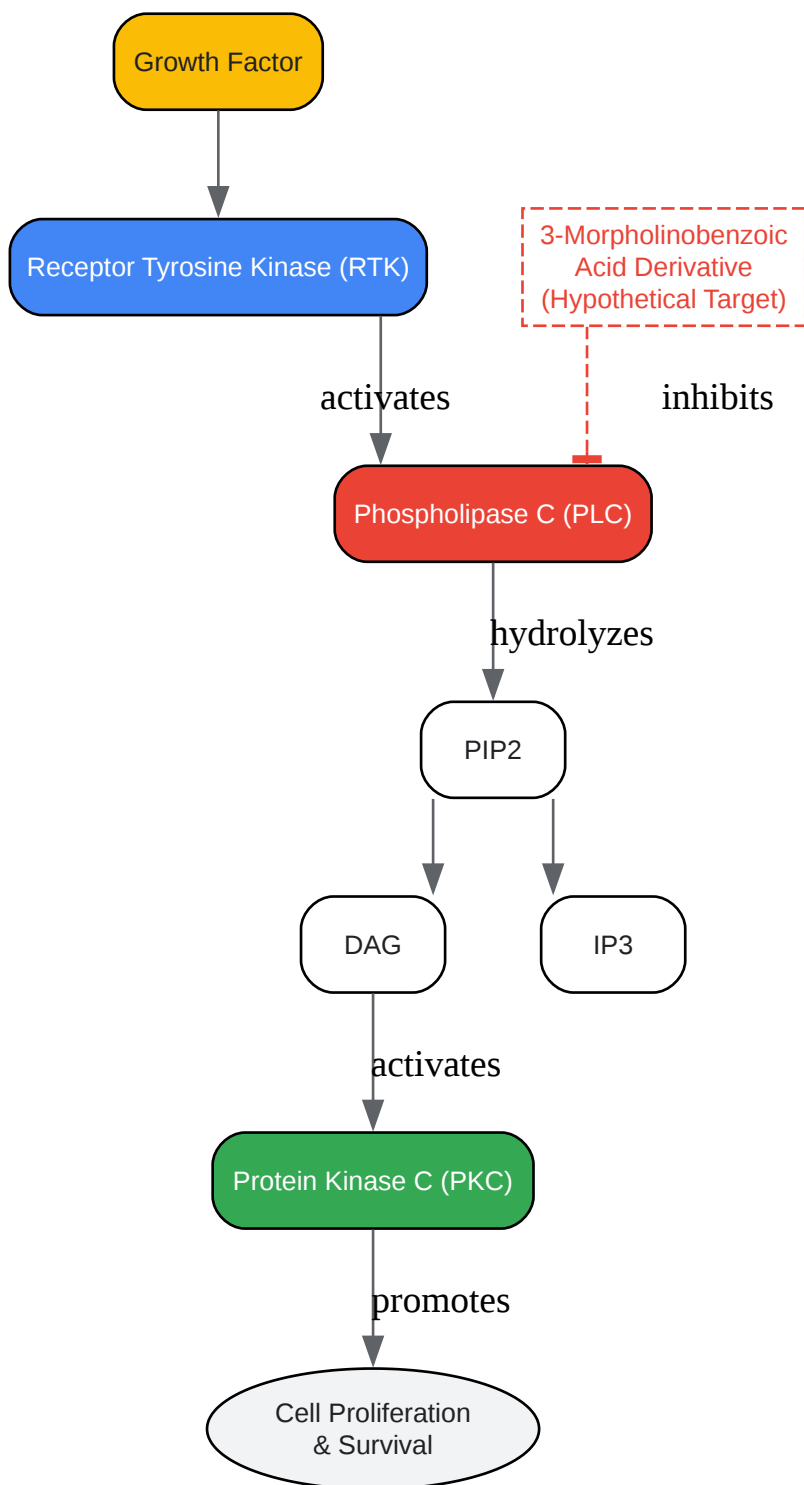 Growth Factor
Receptor Tyrosine Kinase (RTK)
3-Morpholinobenzoic
Acid Derivative
(Hypothetical Target)
activates
inhibits
Phospholipase C (PLC)
hydrolyzes
PIP2
DAG
IP3
activates
Protein Kinase C (PKC)
promotes
Cell Proliferation
& Survival